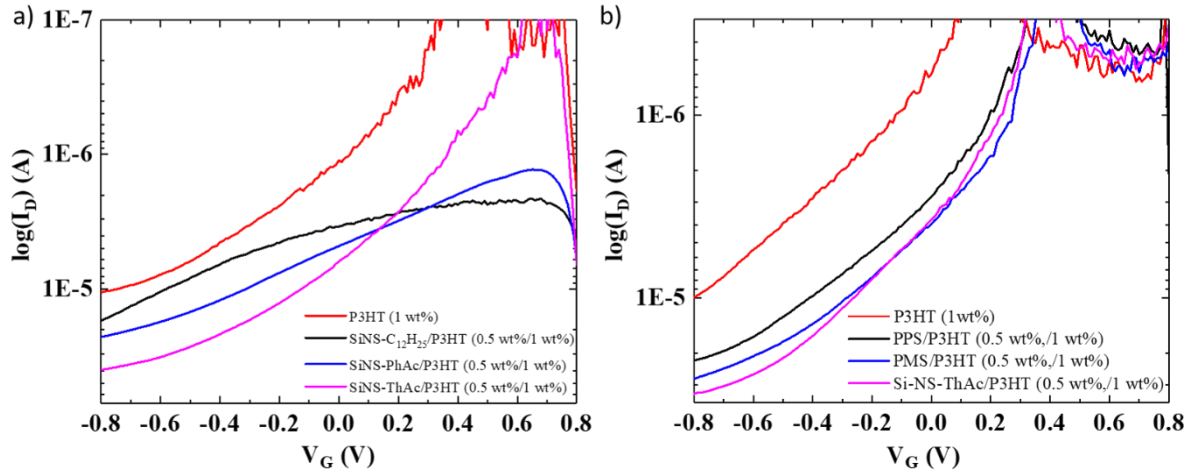 a)
1E-7
1E-6
1E-5
log(I_D) (A)
P3HT (1 wt%)
SiNS-C₁₂H₂₅/P3HT (0.5 wt%/1 wt%)
SiNS-PhAc/P3HT (0.5 wt%/1 wt%)
SiNS-ThAc/P3HT (0.5 wt%/1 wt%)
-0.8 -0.6 -0.4 -0.2 0.0 0.2 0.4 0.6 0.8
V_G (V)
b)
1E-6
1E-5
log(I_D) (A)
P3HT (1wt%)
PPS/P3HT (0.5 wt%,/1 wt%)
PMS/P3HT (0.5 wt%,/1 wt%)
Si-NS-ThAc/P3HT (0.5 wt%,/1 wt%)
-0.8 -0.6 -0.4 -0.2 0.0 0.2 0.4 0.6 0.8
V_G (V)